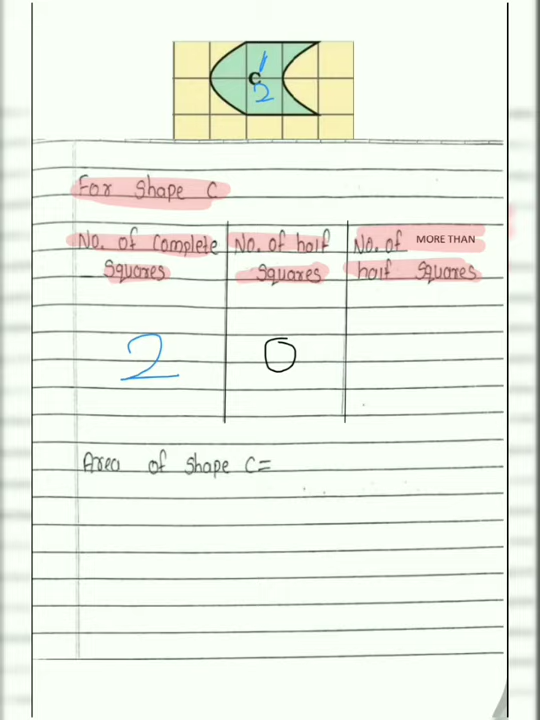 C
1
2
For Shape C
No. of Complete Squares
No. of half Squares
No. of MORE THAN half Squares
2
0
Area of Shape C=